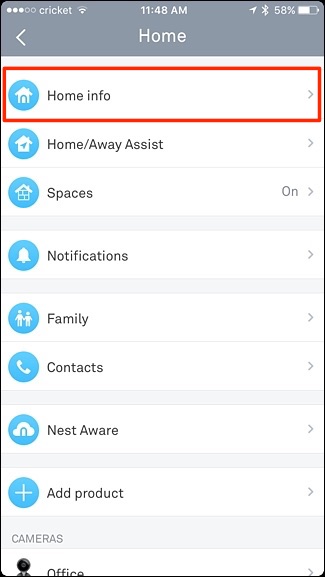 cricket 11:48 AM 58%
Home
Home info
Home/Away Assist
Spaces On
Notifications
Family
Contacts
Nest Aware
Add product
CAMERAS
Office